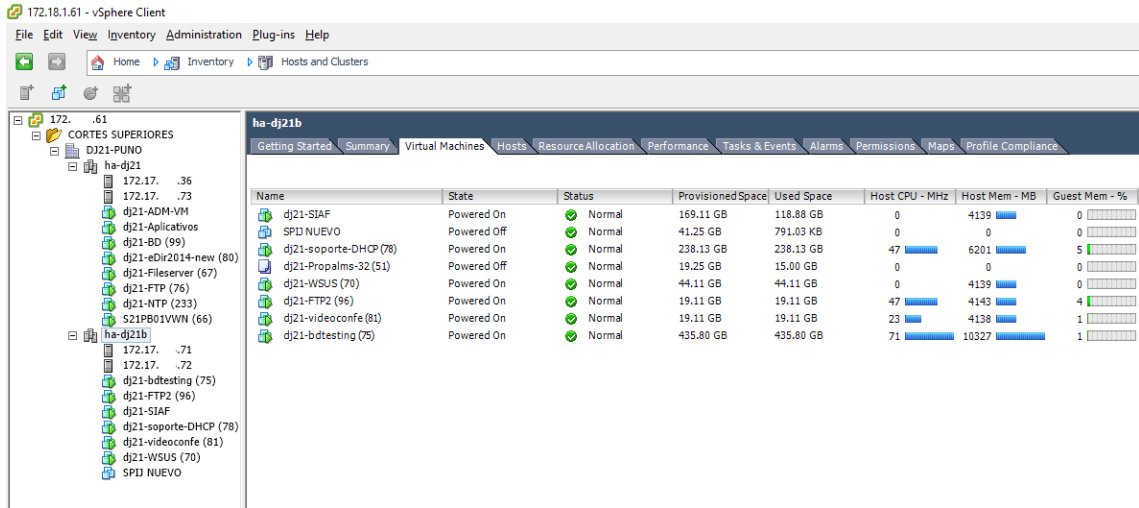 172.18.1.61 - vSphere Client
File Edit View Inventory Administration Plug-ins Help
Home Inventory Hosts and Clusters
172. .61
CORTES SUPERIORES
DJ21-PUNO
ha-dj21
172.17. .36
172.17. .73
dj21-ADM-VM
dj21-Aplicativos
dj21-BD (99)
dj21-eDir2014-new (80)
dj21-Fileserver (67)
dj21-FTP (76)
dj21-NTP (233)
S21PB01VWN (66)
ha-dj21b
172.17. .71
172.17. .72
dj21-bdtesting (75)
dj21-FTP2 (96)
dj21-SIAF
dj21-soporte-DHCP (78)
dj21-videoconfe (81)
dj21-WSUS (70)
SPIJ NUEVO
ha-dj21b
Getting Started Summary Virtual Machines Hosts Resource Allocation Performance Tasks & Events Alarms Permissions Maps Profile Compliance
Name State Status Provisioned Space Used Space Host CPU - MHz Host Mem - MB Guest Mem - %
dj21-SIAF Powered On Normal 169.11 GB 118.88 GB 0 4139 0
SPIJ NUEVO Powered Off Normal 41.25 GB 791.03 KB 0 0 0
dj21-soporte-DHCP (78) Powered On Normal 238.13 GB 238.13 GB 47 6201 5
dj21-Propalms-32 (51) Powered Off Normal 19.25 GB 15.00 GB 0 0 0
dj21-WSUS (70) Powered On Normal 44.11 GB 44.11 GB 0 4139 0
dj21-FTP2 (96) Powered On Normal 19.11 GB 19.11 GB 47 4143 4
dj21-videoconfe (81) Powered On Normal 19.11 GB 19.11 GB 23 4138 1
dj21-bdtesting (75) Powered On Normal 435.80 GB 435.80 GB 71 10327 1